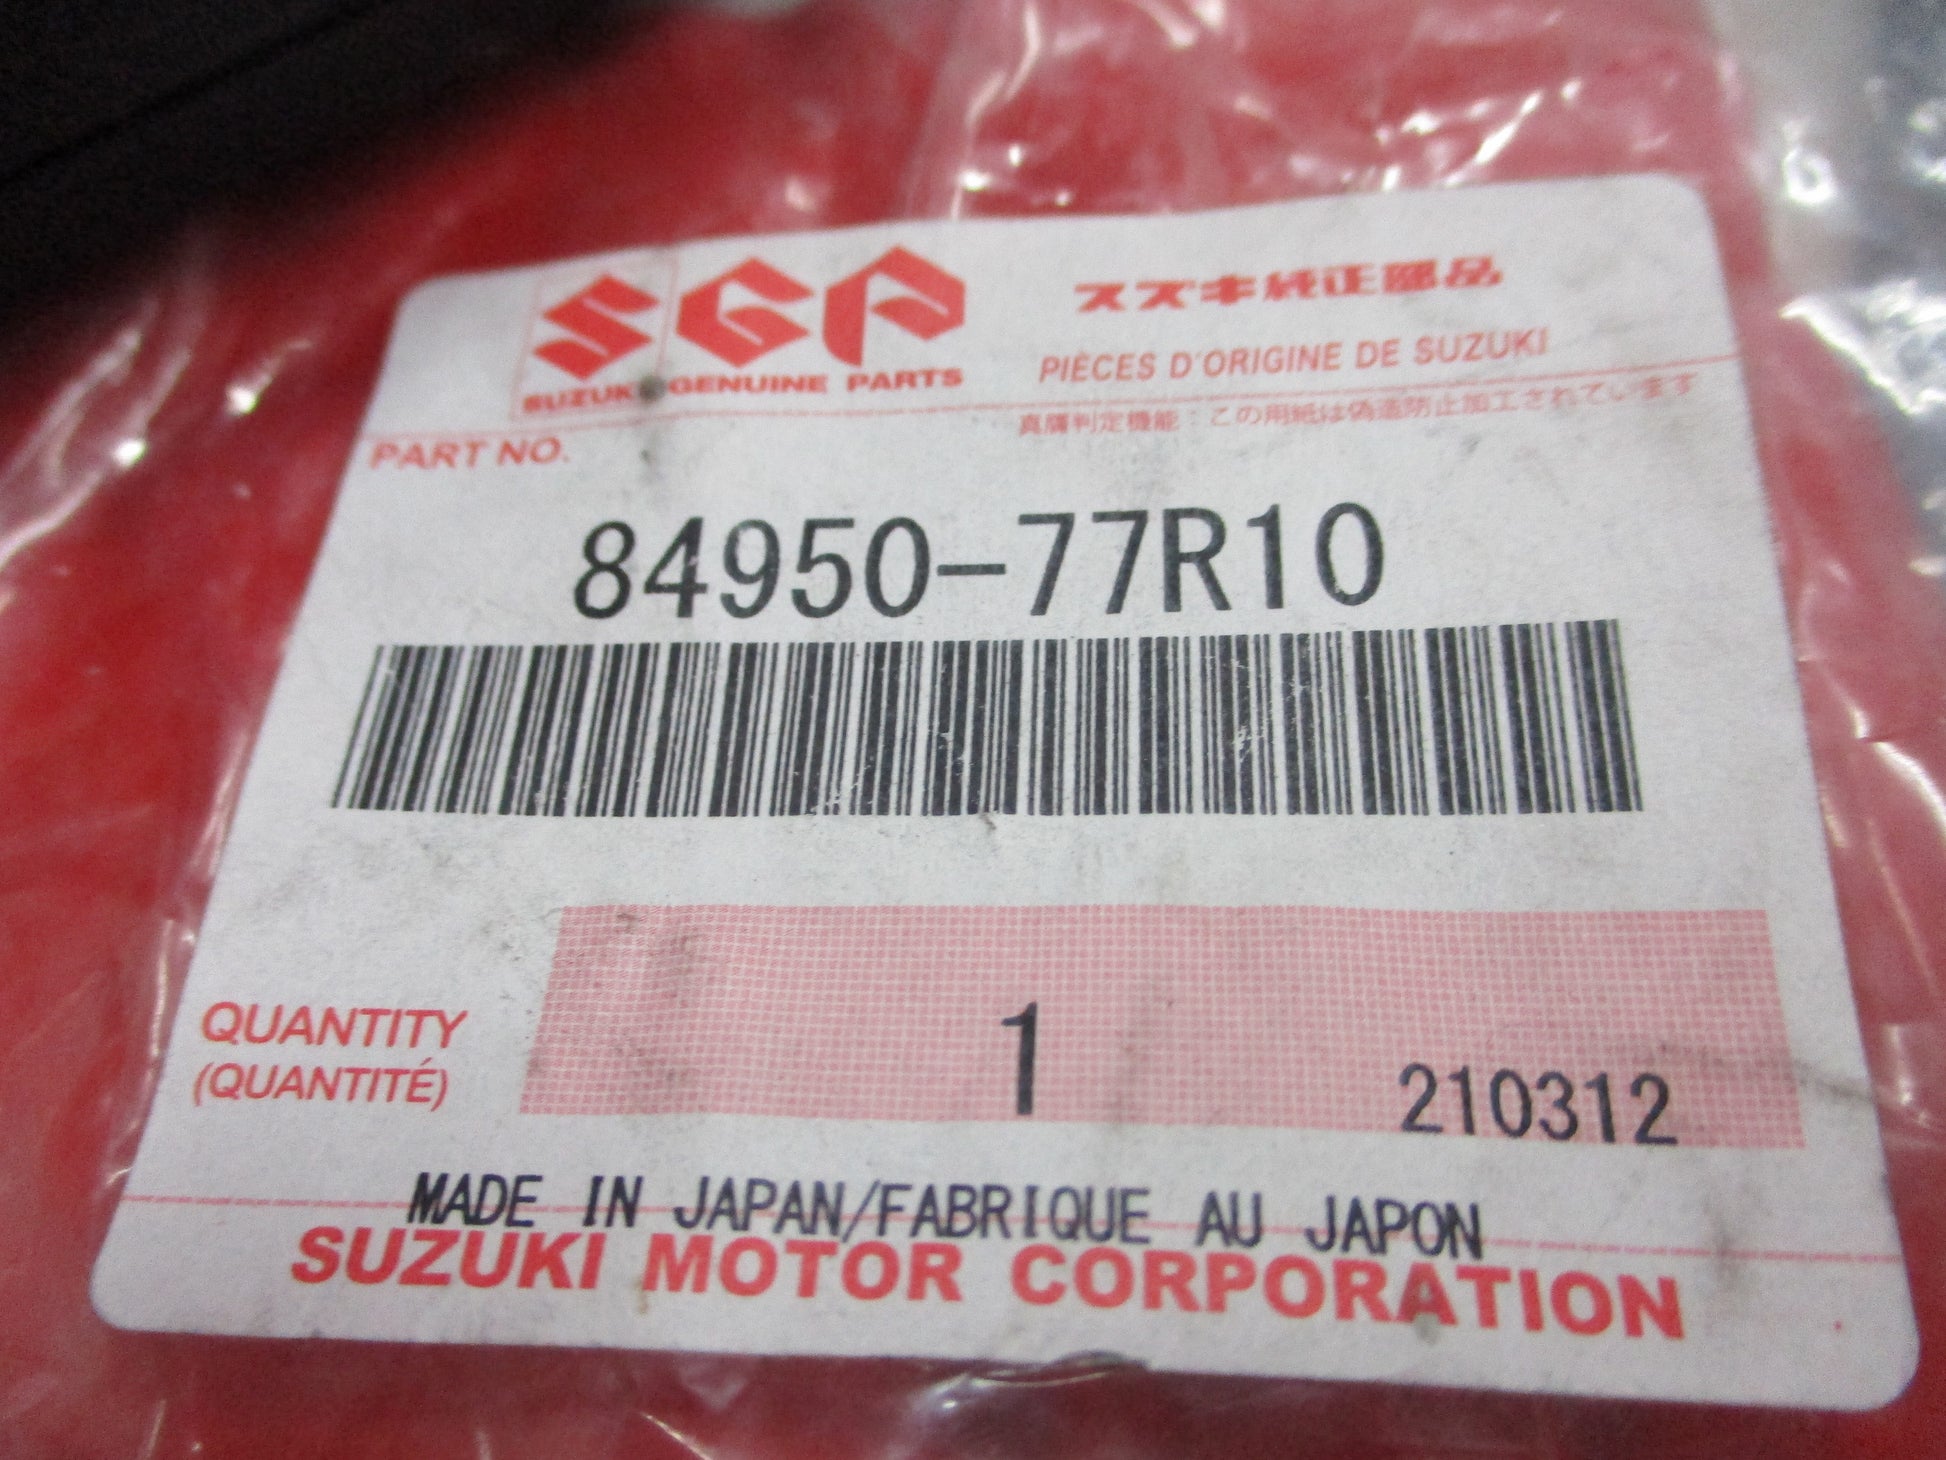 SGP
SUZUKI GENUINE PARTS
スズキ純正部品
PIÈCES D'ORIGINE DE SUZUKI
真贋判定機能：この用紙は偽造防止加工されています
PART NO.
84950-77R10
QUANTITY
(QUANTITÉ)
1
210312
MADE IN JAPAN/FABRIQUE AU JAPON
SUZUKI MOTOR CORPORATION